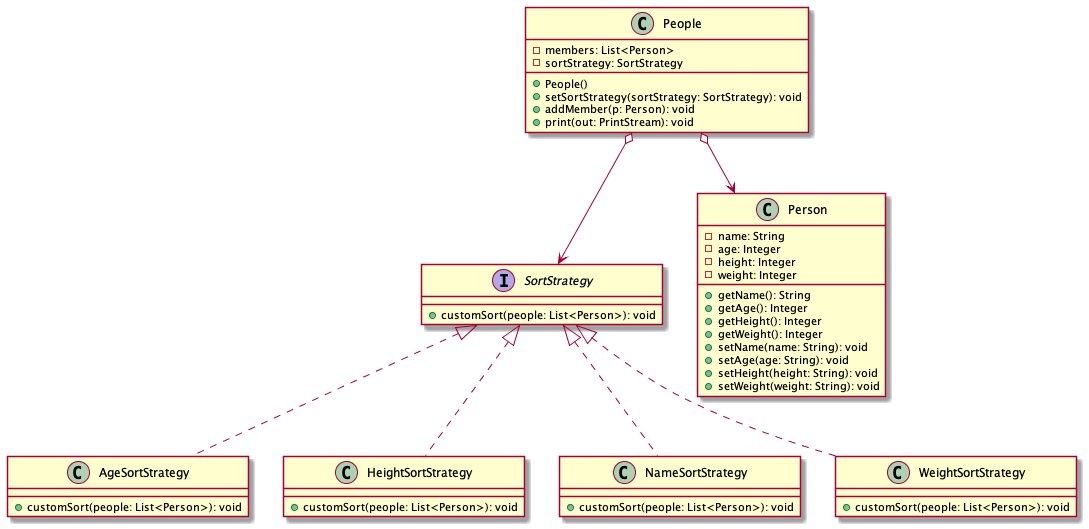 C People
members: List<Person>
sortStrategy: SortStrategy
People()
setSortStrategy(sortStrategy: SortStrategy): void
addMember(p: Person): void
print(out: PrintStream): void
C Person
name: String
age: Integer
height: Integer
weight: Integer
getName(): String
getAge(): Integer
getHeight(): Integer
getWeight(): Integer
setName(name: String): void
setAge(age: String): void
setHeight(height: String): void
setWeight(weight: String): void
I SortStrategy
customSort(people: List<Person>): void
C AgeSortStrategy
customSort(people: List<Person>): void
C HeightSortStrategy
customSort(people: List<Person>): void
C NameSortStrategy
customSort(people: List<Person>): void
C WeightSortStrategy
customSort(people: List<Person>): void